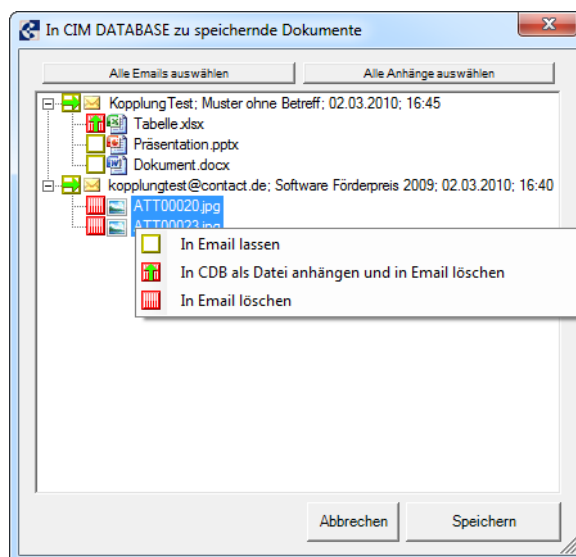 In CIM DATABASE zu speichernde Dokumente
Alle Emails auswählen
Alle Anhänge auswählen
KopplungTest; Muster ohne Betreff; 02.03.2010; 16:45
Tabelle.xlsx
Präsentation.pptx
Dokument.docx
kopplungtest@contact.de; Software Förderpreis 2009; 02.03.2010; 16:40
ATT00020.jpg
ATT00023.jpg
In Email lassen
In CDB als Datei anhängen und in Email löschen
In Email löschen
Abbrechen
Speichern